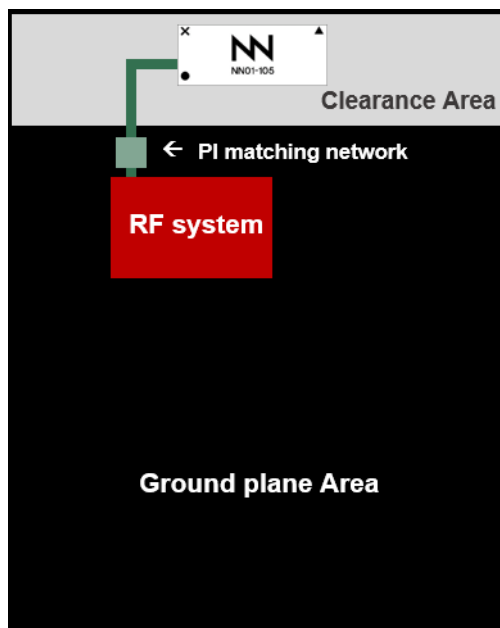 NN
NN01-105
Clearance Area
← PI matching network
RF system
Ground plane Area